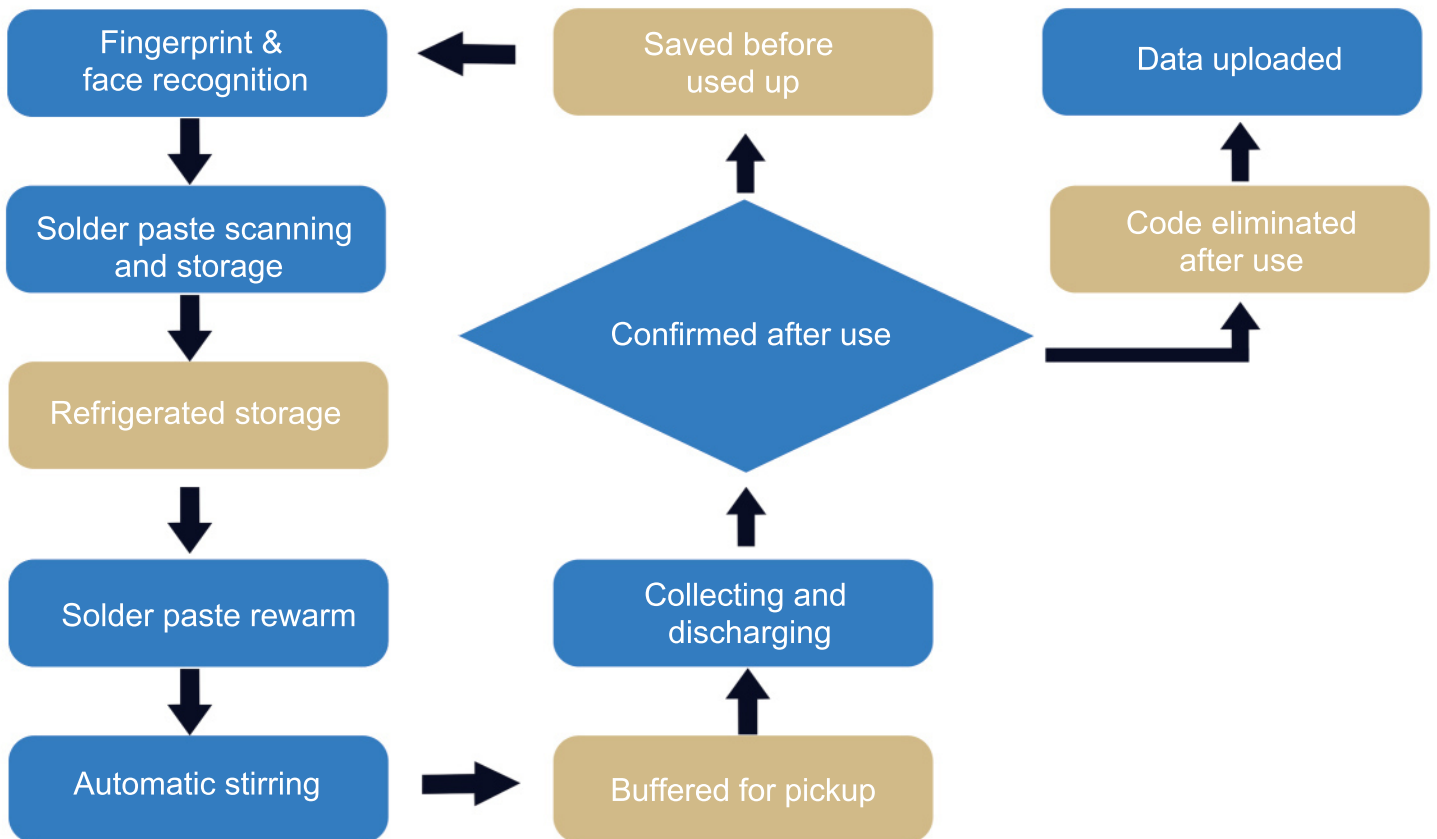 Fingerprint &
face recognition
Solder paste scanning
and storage
Refrigerated storage
Solder paste rewarm
Automatic stirring
Buffered for pickup
Collecting and
discharging
Confirmed after use
Saved before
used up
Code eliminated
after use
Data uploaded